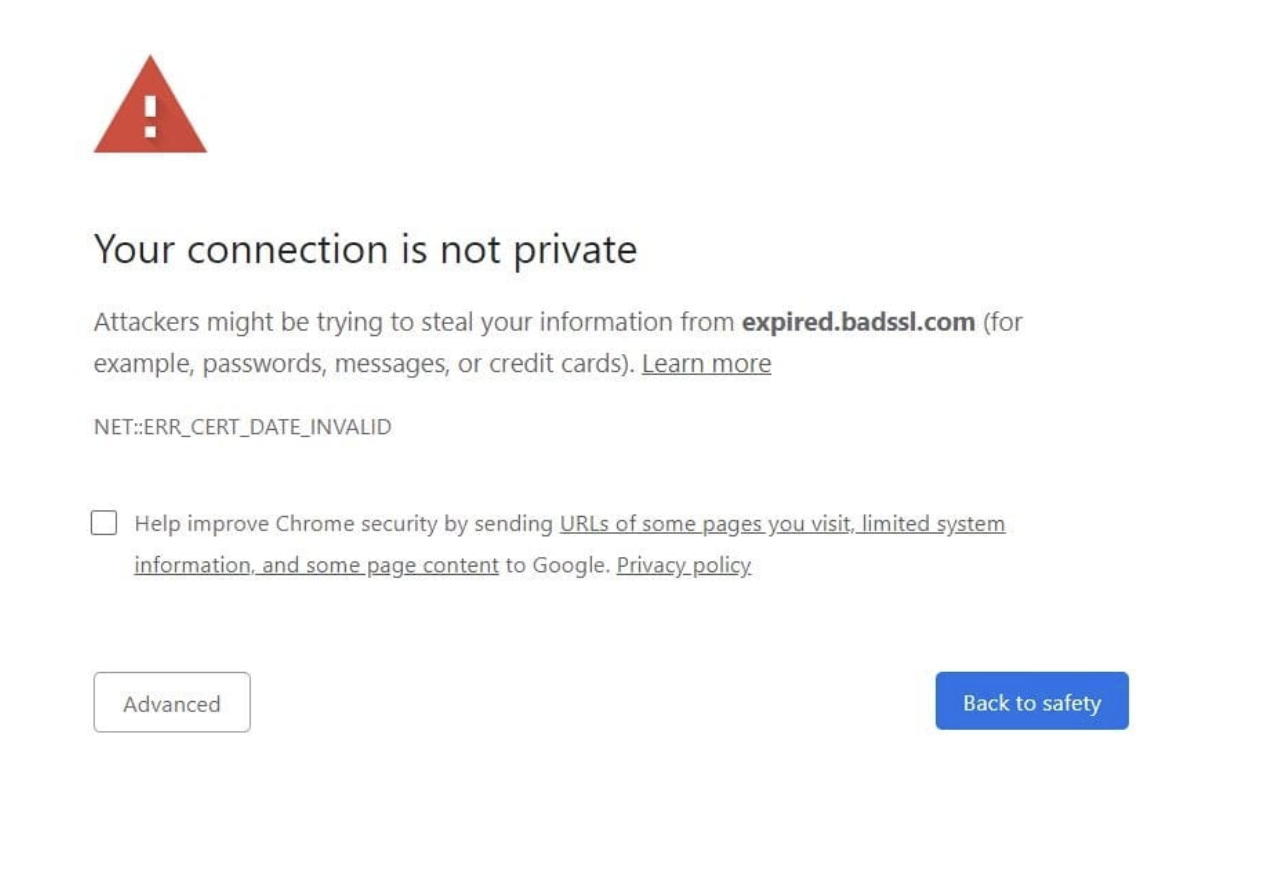 Your connection is not private
Attackers might be trying to steal your information from expired.badssl.com (for
example, passwords, messages, or credit cards). Learn more
NET::ERR_CERT_DATE_INVALID
Help improve Chrome security by sending URLs of some pages you visit, limited system
information, and some page content to Google. Privacy policy
Advanced
Back to safety